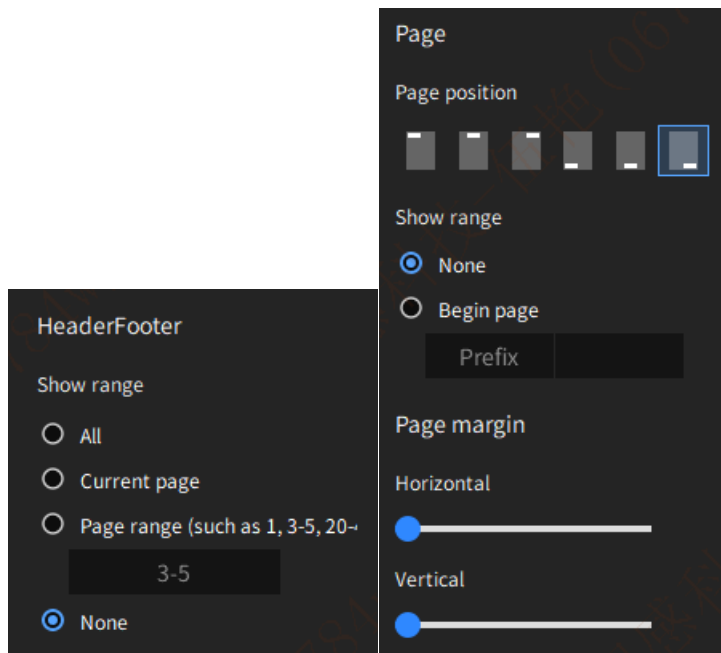 HeaderFooter
Show range
All
Current page
Page range (such as 1, 3-5, 20-
3-5
None
Page
Page position
Show range
None
Begin page
Prefix
Page margin
Horizontal
Vertical